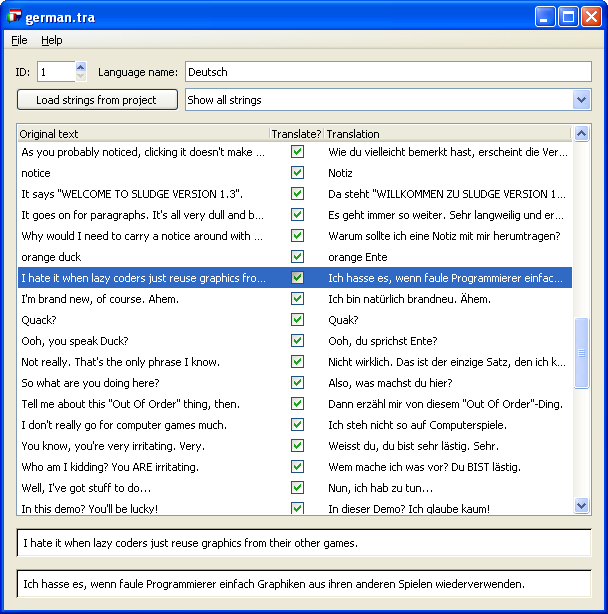 german.tra
File Help
ID: 1 Language name: Deutsch
Load strings from project Show all strings
Original text Translate? Translation
As you probably noticed, clicking it doesn't make ... Wie du vielleicht bemerkt hast, erscheint die Ver...
notice Notiz
It says "WELCOME TO SLUDGE VERSION 1.3". Da steht "WILLKOMMEN ZU SLUDGE VERSION 1...
It goes on for paragraphs. It's all very dull and b... Es geht immer so weiter. Sehr langweilig und er...
Why would I need to carry a notice around with ... Warum sollte ich eine Notiz mit mir herumtragen?
orange duck orange Ente
I hate it when lazy coders just reuse graphics fro... Ich hasse es, wenn faule Programmierer einfac...
I'm brand new, of course. Ahem. Ich bin natürlich brandneu. Ähem.
Quack? Quak?
Ooh, you speak Duck? Ooh, du sprichst Ente?
Not really. That's the only phrase I know. Nicht wirklich. Das ist der einzige Satz, den ich k...
So what are you doing here? Also, was machst du hier?
Tell me about this "Out Of Order" thing, then. Dann erzähl mir von diesem "Out Of Order"-Ding.
I don't really go for computer games much. Ich steh nicht so auf Computerspiele.
You know, you're very irritating. Very. Weisst du, du bist sehr lästig. Sehr.
Who am I kidding? You ARE irritating. Wem mache ich was vor? Du BIST lästig.
Well, I've got stuff to do... Nun, ich hab zu tun...
In this demo? You'll be lucky! In dieser Demo? Ich glaube kaum!
I hate it when lazy coders just reuse graphics from their other games.
Ich hasse es, wenn faule Programmierer einfach Graphiken aus ihren anderen Spielen wiederverwenden.